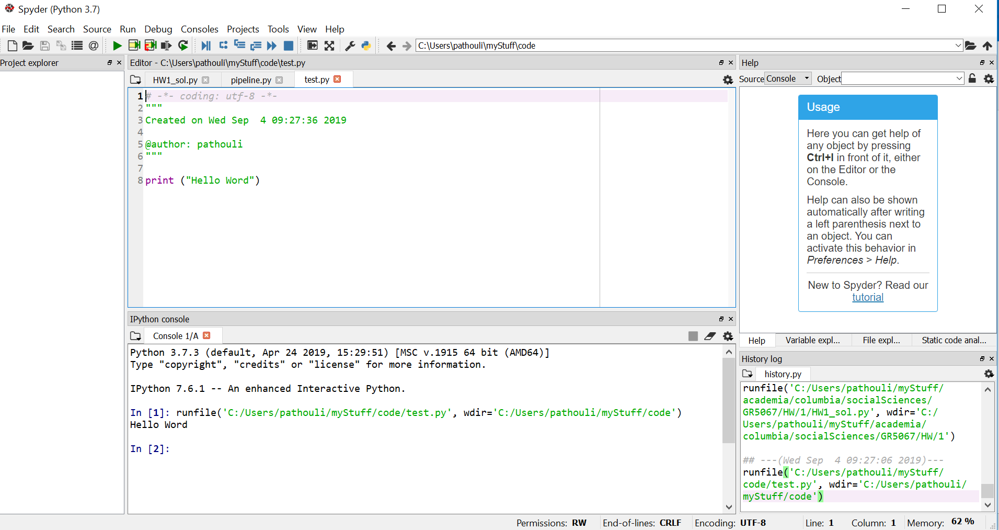 Spyder (Python 3.7)
File Edit Search Source Run Debug Consoles Projects Tools View Help
C:\Users\pathouli\myStuff\code
Project explorer
Editor - C:\Users\pathouli\myStuff\code\test.py
HW1_sol.py pipeline.py test.py
1 # -*- coding: utf-8 -*-
2 """
3 Created on Wed Sep  4 09:27:36 2019
4
5 @author: pathouli
6 """
7
8 print ("Hello Word")
IPython console
Console 1/A
Python 3.7.3 (default, Apr 24 2019, 15:29:51) [MSC v.1915 64 bit (AMD64)]
Type "copyright", "credits" or "license" for more information.
IPython 7.6.1 -- An enhanced Interactive Python.
In [1]: runfile('C:/Users/pathouli/myStuff/code/test.py', wdir='C:/Users/pathouli/myStuff/code')
Hello Word
In [2]:
Help
Source Console Object
Usage
Here you can get help of
any object by pressing
Ctrl+I in front of it, either
on the Editor or the
Console.
Help can also be shown
automatically after writing
a left parenthesis next to
an object. You can
activate this behavior in
Preferences > Help.
New to Spyder? Read our
tutorial
Help Variable expl... File expl... Static code anal...
History log
history.py
runfile('C:/Users/pathouli/myStuff/
academia/columbia/socialSciences/
GR5067/HW/1/HW1_sol.py', wdir='C:/
Users/pathouli/myStuff/academia/
columbia/socialSciences/GR5067/HW/1')
## ---(Wed Sep  4 09:27:06 2019)---
runfile('C:/Users/pathouli/myStuff/
code/test.py', wdir='C:/Users/pathouli/
myStuff/code')
Permissions: RW End-of-lines: CRLF Encoding: UTF-8 Line: 1 Column: 1 Memory: 62 %